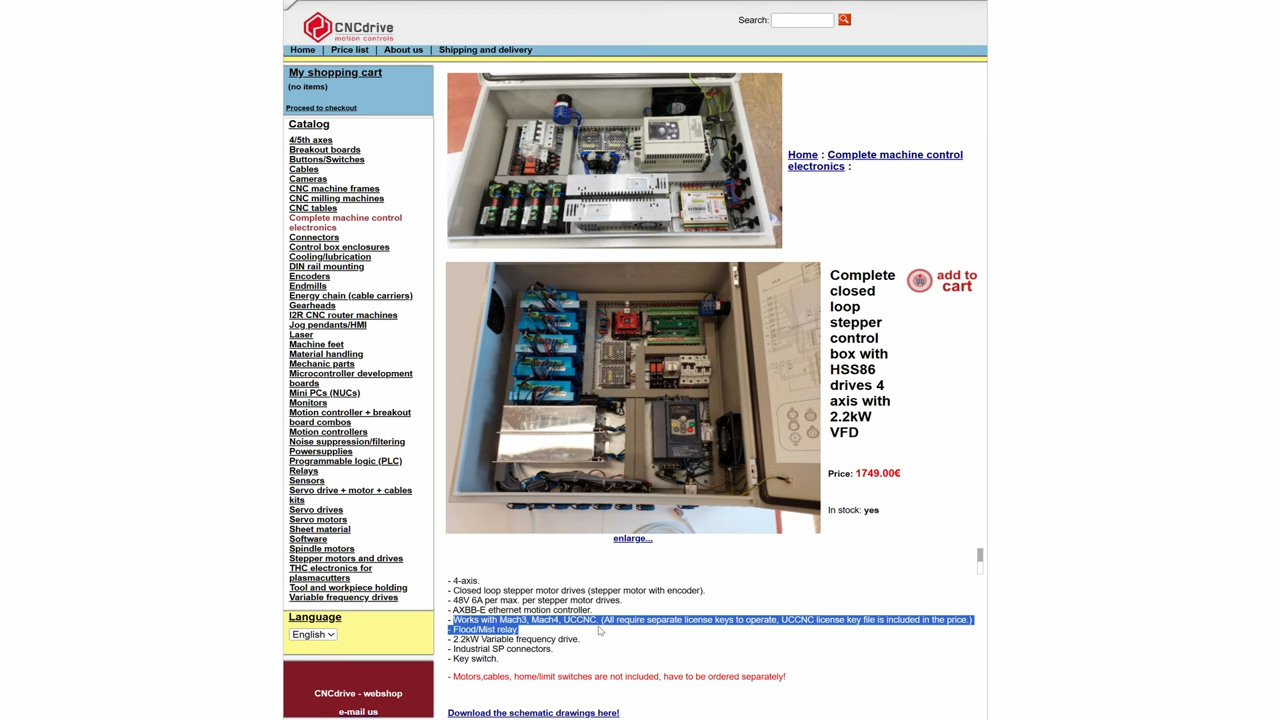 CNCdrive
motion controls
Search:
Home | Price list | About us | Shipping and delivery
My shopping cart
(no items)
Proceed to checkout
Catalog
4/5th axes
Breakout boards
Buttons/Switches
Cables
Cameras
CNC machine frames
CNC milling machines
CNC tables
Complete machine control
electronics
Connectors
Control box enclosures
Cooling/lubrication
DIN rail mounting
Encoders
Endmills
Energy chain (cable carriers)
Gearheads
I2R CNC router machines
Jog pendants/HMI
Laser
Machine feet
Material handling
Mechanic parts
Microcontroller development
boards
Mini PCs (NUCs)
Monitors
Motion controller + breakout
board combos
Motion controllers
Noise suppression/filtering
Powersupplies
Programmable logic (PLC)
Relays
Sensors
Servo drive + motor + cables
kits
Servo drives
Servo motors
Sheet material
Software
Spindle motors
Stepper motors and drives
THC electronics for
plasmacutters
Tool and workpiece holding
Variable frequency drives
Language
English
CNCdrive - webshop
e-mail us
Home : Complete machine control
electronics :
Complete
closed
loop
stepper
control
box with
HSS86
drives 4
axis with
2.2kW
VFD
add to
cart
Price: 1749.00€
In stock: yes
enlarge...
- 4-axis.
- Closed loop stepper motor drives (stepper motor with encoder).
- 48V 6A per max. per stepper motor drives.
- AXBB-E ethernet motion controller.
- Works with Mach3, Mach4, UCCNC. (All require separate license keys to operate, UCCNC license key file is included in the price.)
- Flood/Mist relay.
- 2.2kW Variable frequency drive.
- Industrial SP connectors.
- Key switch.
- Motors,cables, home/limit switches are not included, have to be ordered separately!
Download the schematic drawings here!